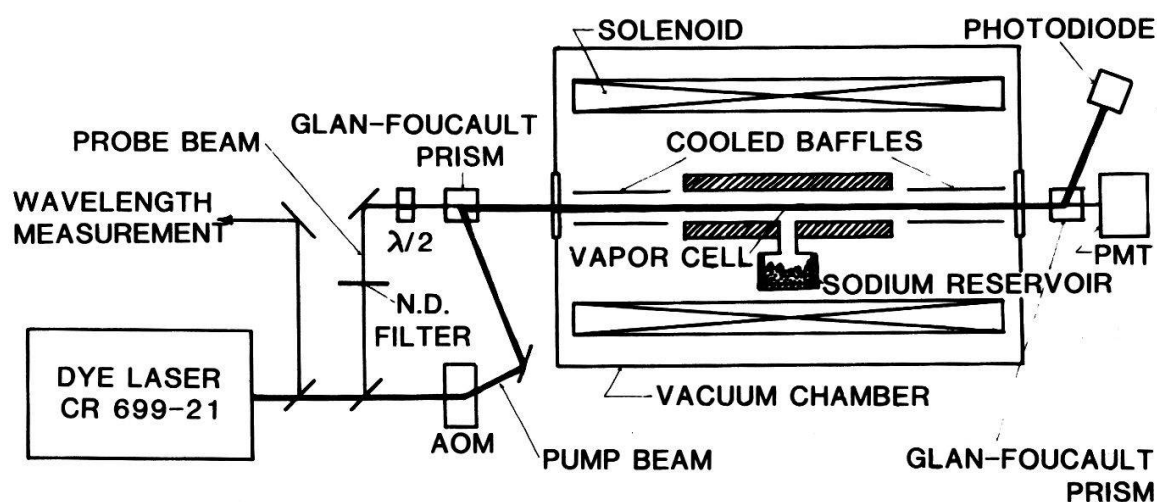 SOLENOID
PHOTODIODE
GLAN-FOUCAULT
PRISM
PROBE BEAM
COOLED BAFFLES
WAVELENGTH
MEASUREMENT
λ/2
VAPOR CELL
PMT
SODIUM RESERVOIR
N.D.
FILTER
DYE LASER
CR 699-21
VACUUM CHAMBER
AOM
PUMP BEAM
GLAN-FOUCAULT
PRISM